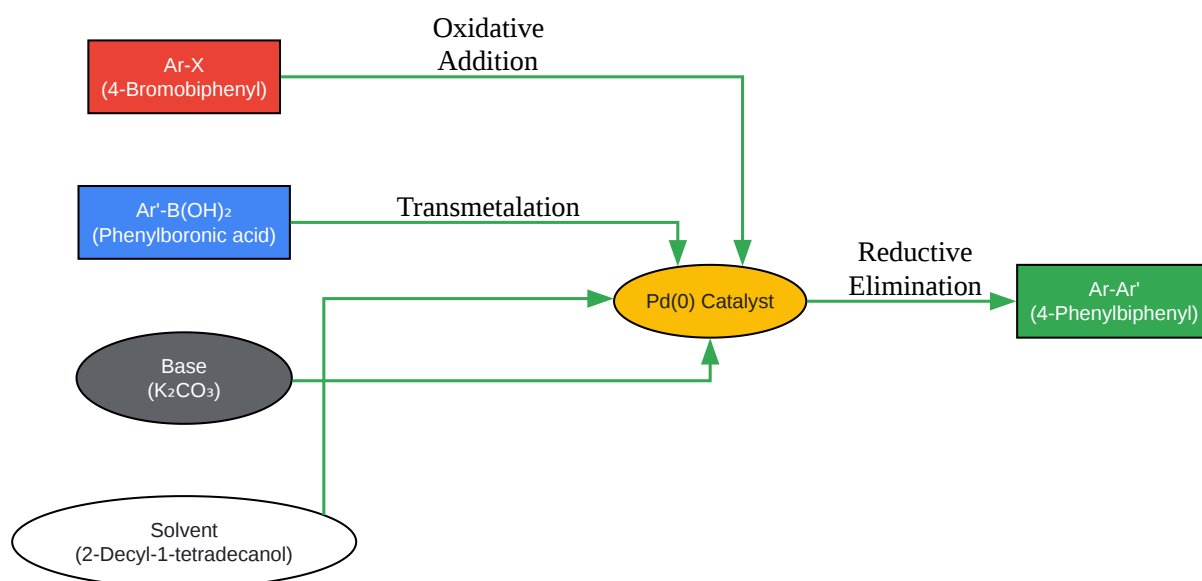 Oxidative
Addition
Ar-X
(4-Bromobiphenyl)
Transmetalation
Ar'-B(OH)₂
(Phenylboronic acid)
Reductive
Elimination
Pd(0) Catalyst
Ar-Ar'
(4-Phenylbiphenyl)
Base
(K₂CO₃)
Solvent
(2-Decyl-1-tetradecanol)